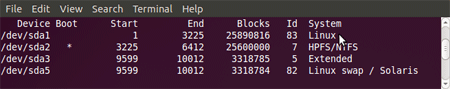 File Edit View Search Terminal Help
Device Boot Start End Blocks Id System
/dev/sda1 1 3225 25890816 83 Linux
/dev/sda2 * 3225 6412 25600000 7 HPFS/NTFS
/dev/sda3 9599 10012 3318785 5 Extended
/dev/sda5 9599 10012 3318784 82 Linux swap / Solaris